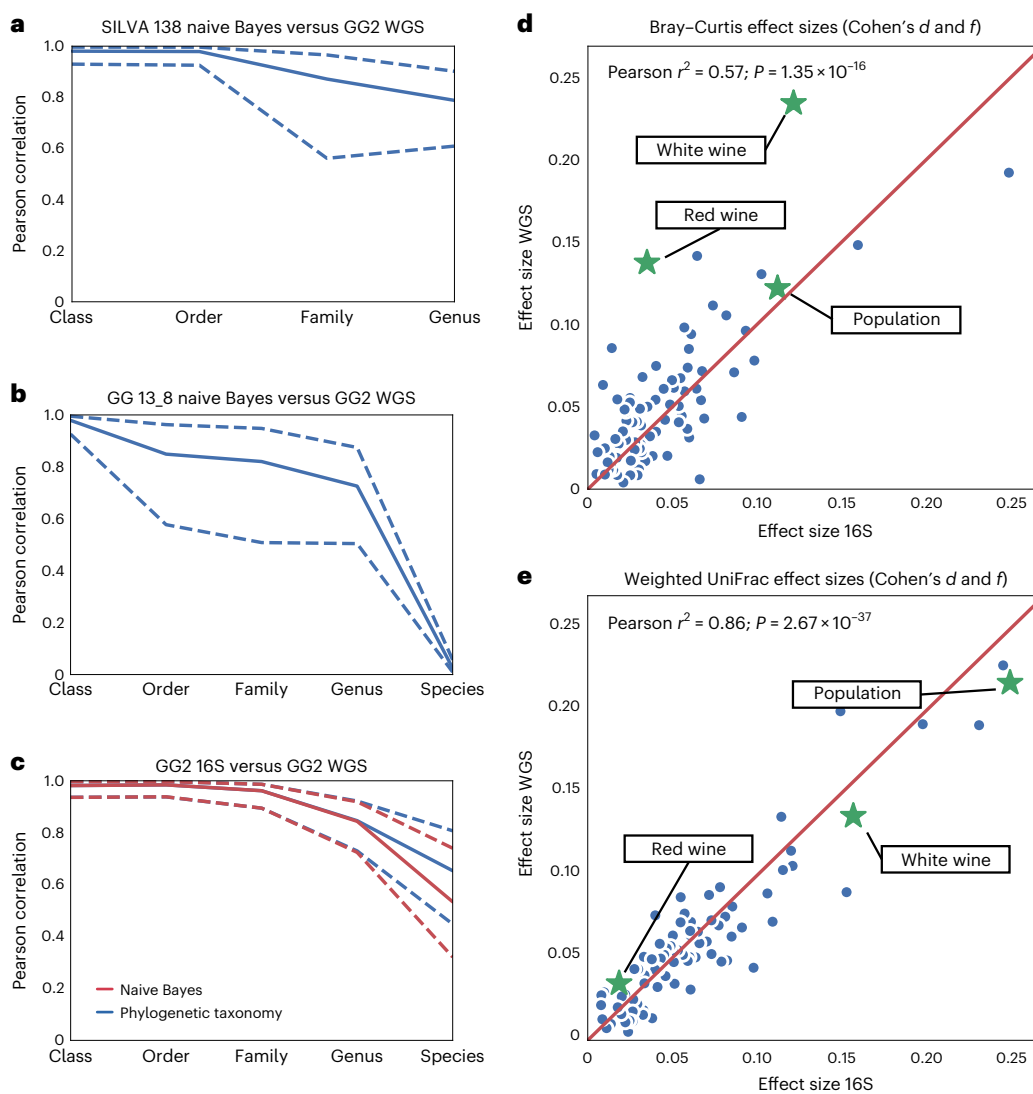 a
SILVA 138 naive Bayes versus GG2 WGS
Pearson correlation
1.0
0.8
0.6
0.4
0.2
0
Class
Order
Family
Genus
b
GG 13_8 naive Bayes versus GG2 WGS
Pearson correlation
1.0
0.8
0.6
0.4
0.2
0
Class
Order
Family
Genus
Species
c
GG2 16S versus GG2 WGS
Pearson correlation
1.0
0.8
0.6
0.4
0.2
0
Naive Bayes
Phylogenetic taxonomy
Class
Order
Family
Genus
Species
d
Bray–Curtis effect sizes (Cohen's d and f)
Pearson r² = 0.57; P = 1.35 × 10⁻¹⁶
White wine
Red wine
Population
Effect size WGS
0.25
0.20
0.15
0.10
0.05
0
0
0.05
0.10
0.15
0.20
0.25
Effect size 16S
e
Weighted UniFrac effect sizes (Cohen's d and f)
Pearson r² = 0.86; P = 2.67 × 10⁻³⁷
Population
Red wine
White wine
Effect size WGS
0.25
0.20
0.15
0.10
0.05
0
0
0.05
0.10
0.15
0.20
0.25
Effect size 16S